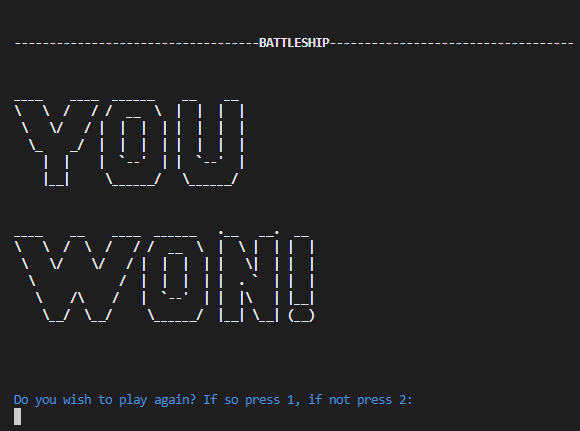 BATTLESHIP
YOU
WON!
Do you wish to play again? If so press 1, if not press 2: